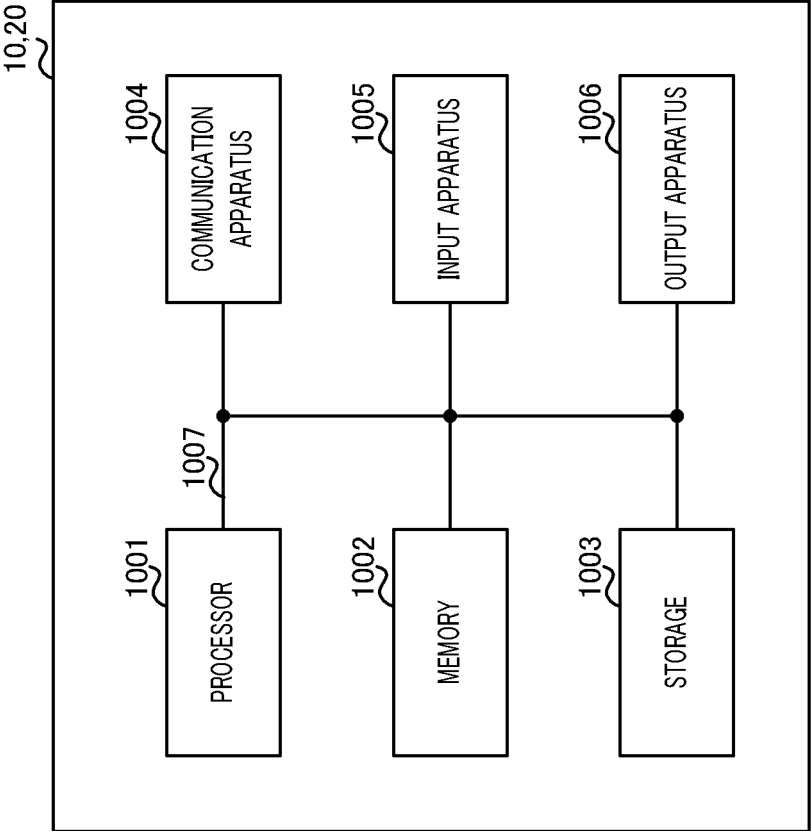 10,20
1001
PROCESSOR
1004
COMMUNICATION
APPARATUS
1007
1002
MEMORY
1005
INPUT APPARATUS
1003
STORAGE
1006
OUTPUT APPARATUS